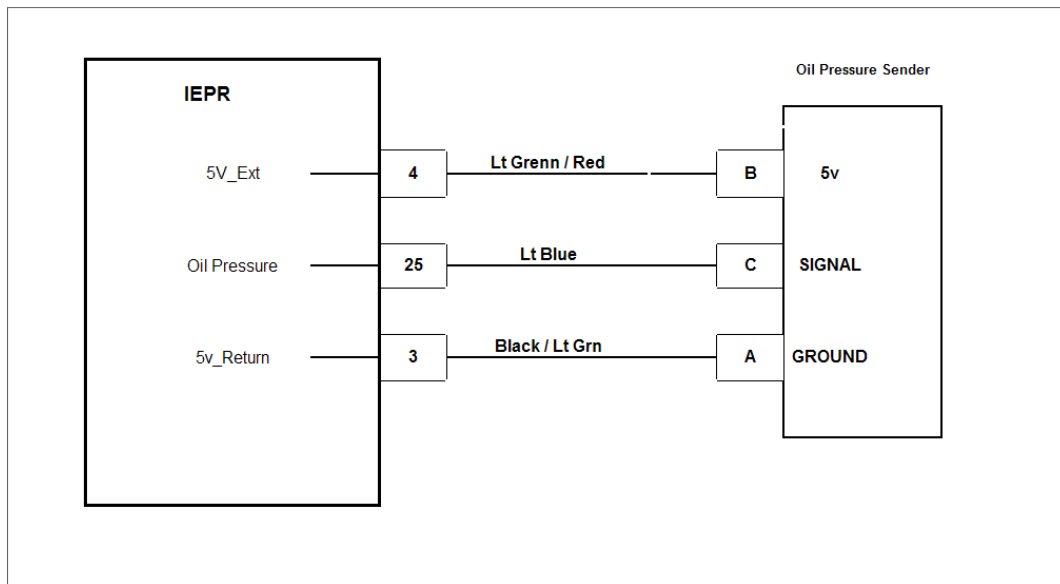 Oil Pressure Sender
IEPR
5V_Ext
4
Lt Grenn / Red
B
5v
Oil Pressure
25
Lt Blue
C
SIGNAL
5v_Return
3
Black / Lt Grn
A
GROUND